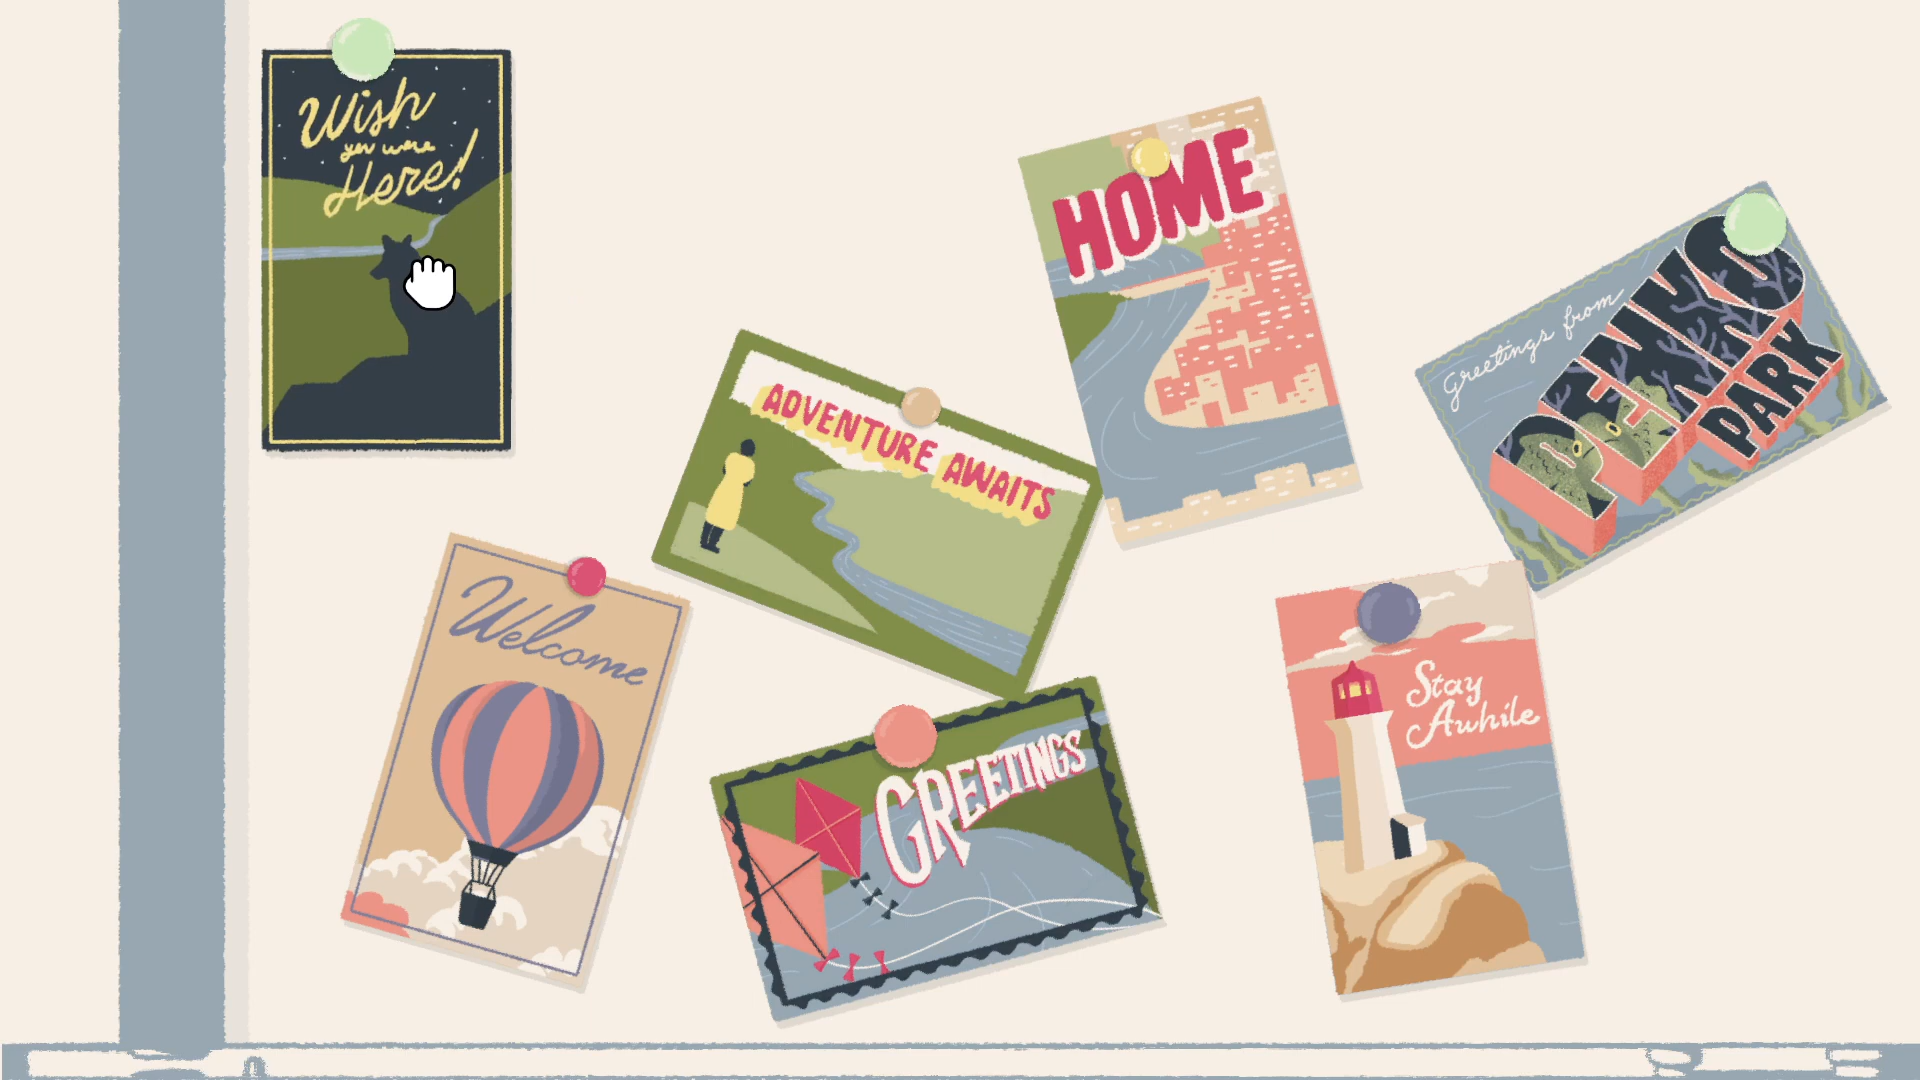 Wish
you were
Here!
HOME
Greetings from
PENKO
PARK
ADVENTURE AWAITS
Welcome
GREETINGS
Stay
Awhile